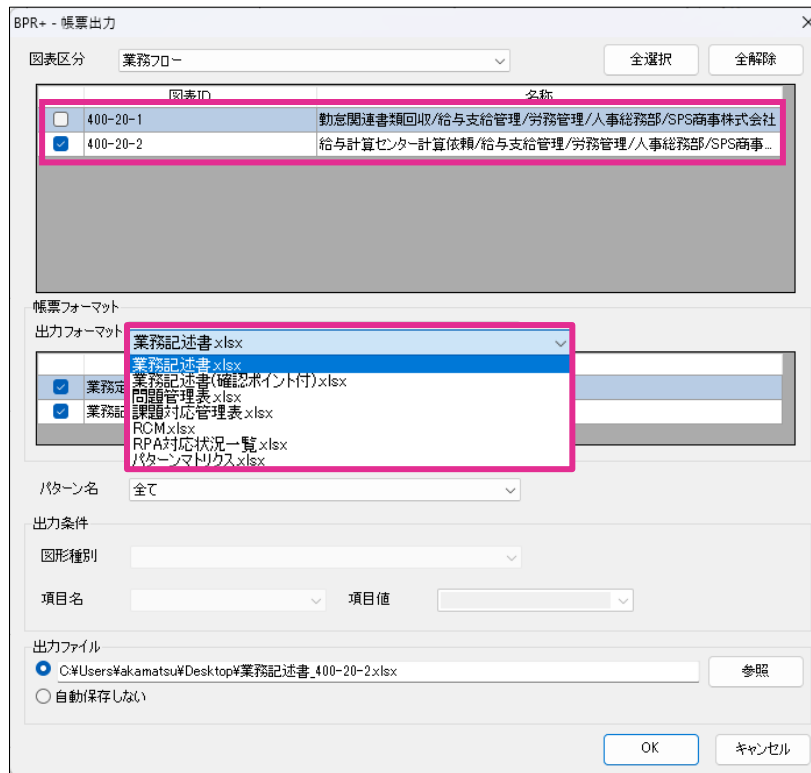 BPR+ - 帳票出力
図表区分 業務フロー 全選択 全解除
図表ID 名称
400-20-1 勤怠関連書類回収/給与支給管理/労務管理/人事総務部/SPS商事株式会社
400-20-2 給与計算センター計算依頼/給与支給管理/労務管理/人事総務部/SPS商事...
帳票フォーマット
出力フォーマット 業務記述書.xlsx
業務記述書.xlsx
業務記述書(確認ポイント付).xlsx
問題管理表.xlsx
業務定
課題対応管理表.xlsx
業務記
RCM.xlsx
RPA対応状況一覧.xlsx
パターンマトリクス.xlsx
パターン名 全て
出力条件
図形種別
項目名 項目値
出力ファイル
C:¥Users¥akamatsu¥Desktop¥業務記述書_400-20-2.xlsx 参照
自動保存しない
OK キャンセル